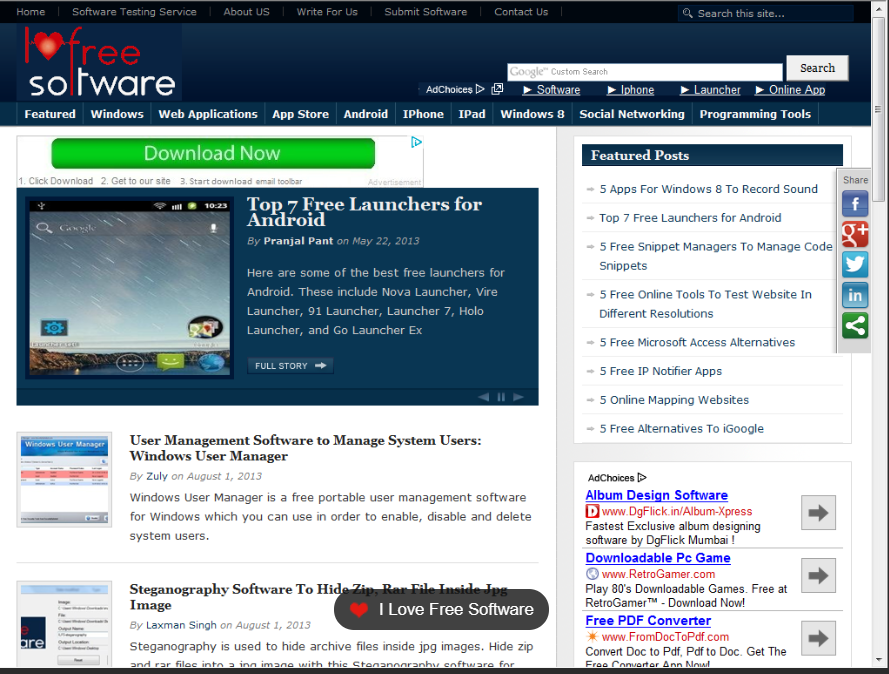 Home
Software Testing Service
About US
Write For Us
Submit Software
Contact Us
Search this site...
I free
software
Google™ Custom Search
Search
AdChoices
Software
Iphone
Launcher
Online App
Featured
Windows
Web Applications
App Store
Android
IPhone
IPad
Windows 8
Social Networking
Programming Tools
Download Now
1. Click Download 2. Get to our site 3. Start download email toolbar
Advertisement
10:23
Google
Top 7 Free Launchers for
Android
By Pranjal Pant on May 22, 2013
Here are some of the best free launchers for
Android. These include Nova Launcher, Vire
Launcher, 91 Launcher, Launcher 7, Holo
Launcher, and Go Launcher Ex
FULL STORY
Windows User Manager
User Management Software to Manage System Users:
Windows User Manager
By Zuly on August 1, 2013
Windows User Manager is a free portable user management software
for Windows which you can use in order to enable, disable and delete
system users.
Steganography Software To Hide Zip, Rar File Inside Jpg
Image
By Laxman Singh on August 1, 2013
Steganography is used to hide archive files inside jpg images. Hide zip
and rar files into a jpg image with this Steganography software for
I Love Free Software
Featured Posts
5 Apps For Windows 8 To Record Sound
Top 7 Free Launchers for Android
5 Free Snippet Managers To Manage Code
Snippets
5 Free Online Tools To Test Website In
Different Resolutions
5 Free Microsoft Access Alternatives
5 Free IP Notifier Apps
5 Online Mapping Websites
5 Free Alternatives To iGoogle
Share
f
g+
in
AdChoices
Album Design Software
www.DgFlick.in/Album-Xpress
Fastest Exclusive album designing
software by DgFlick Mumbai !
Downloadable Pc Game
www.RetroGamer.com
Play 80's Downloadable Games. Free at
RetroGamer™ - Download Now!
Free PDF Converter
www.FromDocToPdf.com
Convert Doc to Pdf, Pdf to Doc. Get The
Free Converter App Now!